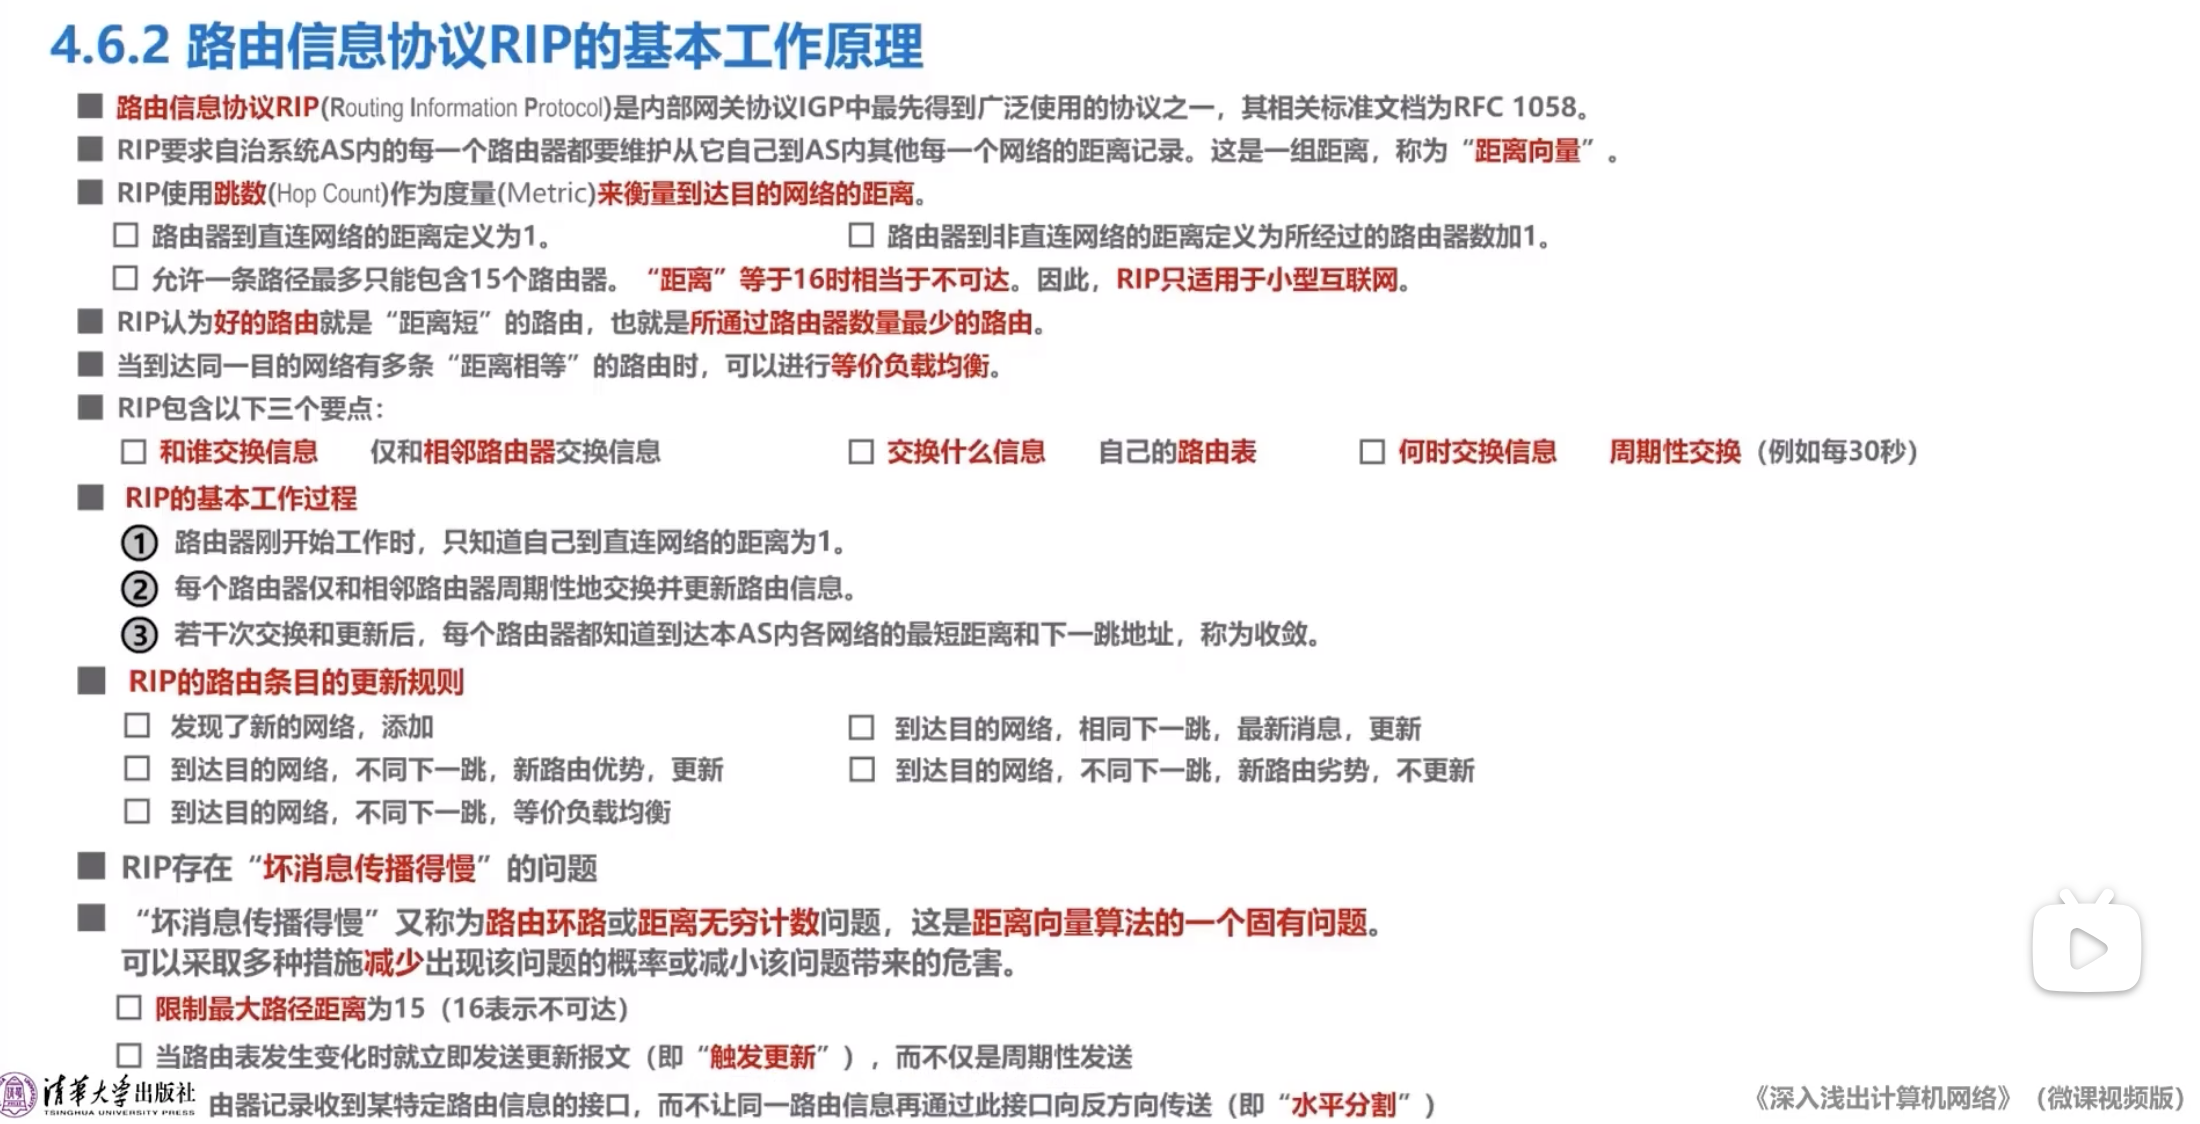 4.6.2 路由信息协议RIP的基本工作原理
路由信息协议RIP(Routing Information Protocol)是内部网关协议IGP中最先得到广泛使用的协议之一，其相关标准文档为RFC 1058。
RIP要求自治系统AS内的每一个路由器都要维护从它自己到AS内其他每一个网络的距离记录。这是一组距离，称为“距离向量”。
RIP使用跳数(Hop Count)作为度量(Metric)来衡量到达目的网络的距离。
路由器到直连网络的距离定义为1。 路由器到非直连网络的距离定义为所经过的路由器数加1。
允许一条路径最多只能包含15个路由器。“距离”等于16时相当于不可达。因此，RIP只适用于小型互联网。
RIP认为好的路由就是“距离短”的路由，也就是所通过路由器数量最少的路由。
当到达同一目的网络有多条“距离相等”的路由时，可以进行等价负载均衡。
RIP包含以下三个要点：
和谁交换信息 仅和相邻路由器交换信息 交换什么信息 自己的路由表 何时交换信息 周期性交换（例如每30秒）
RIP的基本工作过程
① 路由器刚开始工作时，只知道自己到直连网络的距离为1。
② 每个路由器仅和相邻路由器周期性地交换并更新路由信息。
③ 若干次交换和更新后，每个路由器都知道到达本AS内各网络的最短距离和下一跳地址，称为收敛。
RIP的路由条目的更新规则
发现了新的网络，添加 到达目的网络，相同下一跳，最新消息，更新
到达目的网络，不同下一跳，新路由优势，更新 到达目的网络，不同下一跳，新路由劣势，不更新
到达目的网络，不同下一跳，等价负载均衡
RIP存在“坏消息传播得慢”的问题
“坏消息传播得慢”又称为路由环路或距离无穷计数问题，这是距离向量算法的一个固有问题。
可以采取多种措施减少出现该问题的概率或减小该问题带来的危害。
限制最大路径距离为15（16表示不可达）
当路由表发生变化时就立即发送更新报文（即“触发更新”），而不仅是周期性发送
由器记录收到某特定路由信息的接口，而不让同一路由信息再通过此接口向反方向传送（即“水平分割”）
清华大学出版社
TSINGHUA UNIVERSITY PRESS
《深入浅出计算机网络》（微课视频版）